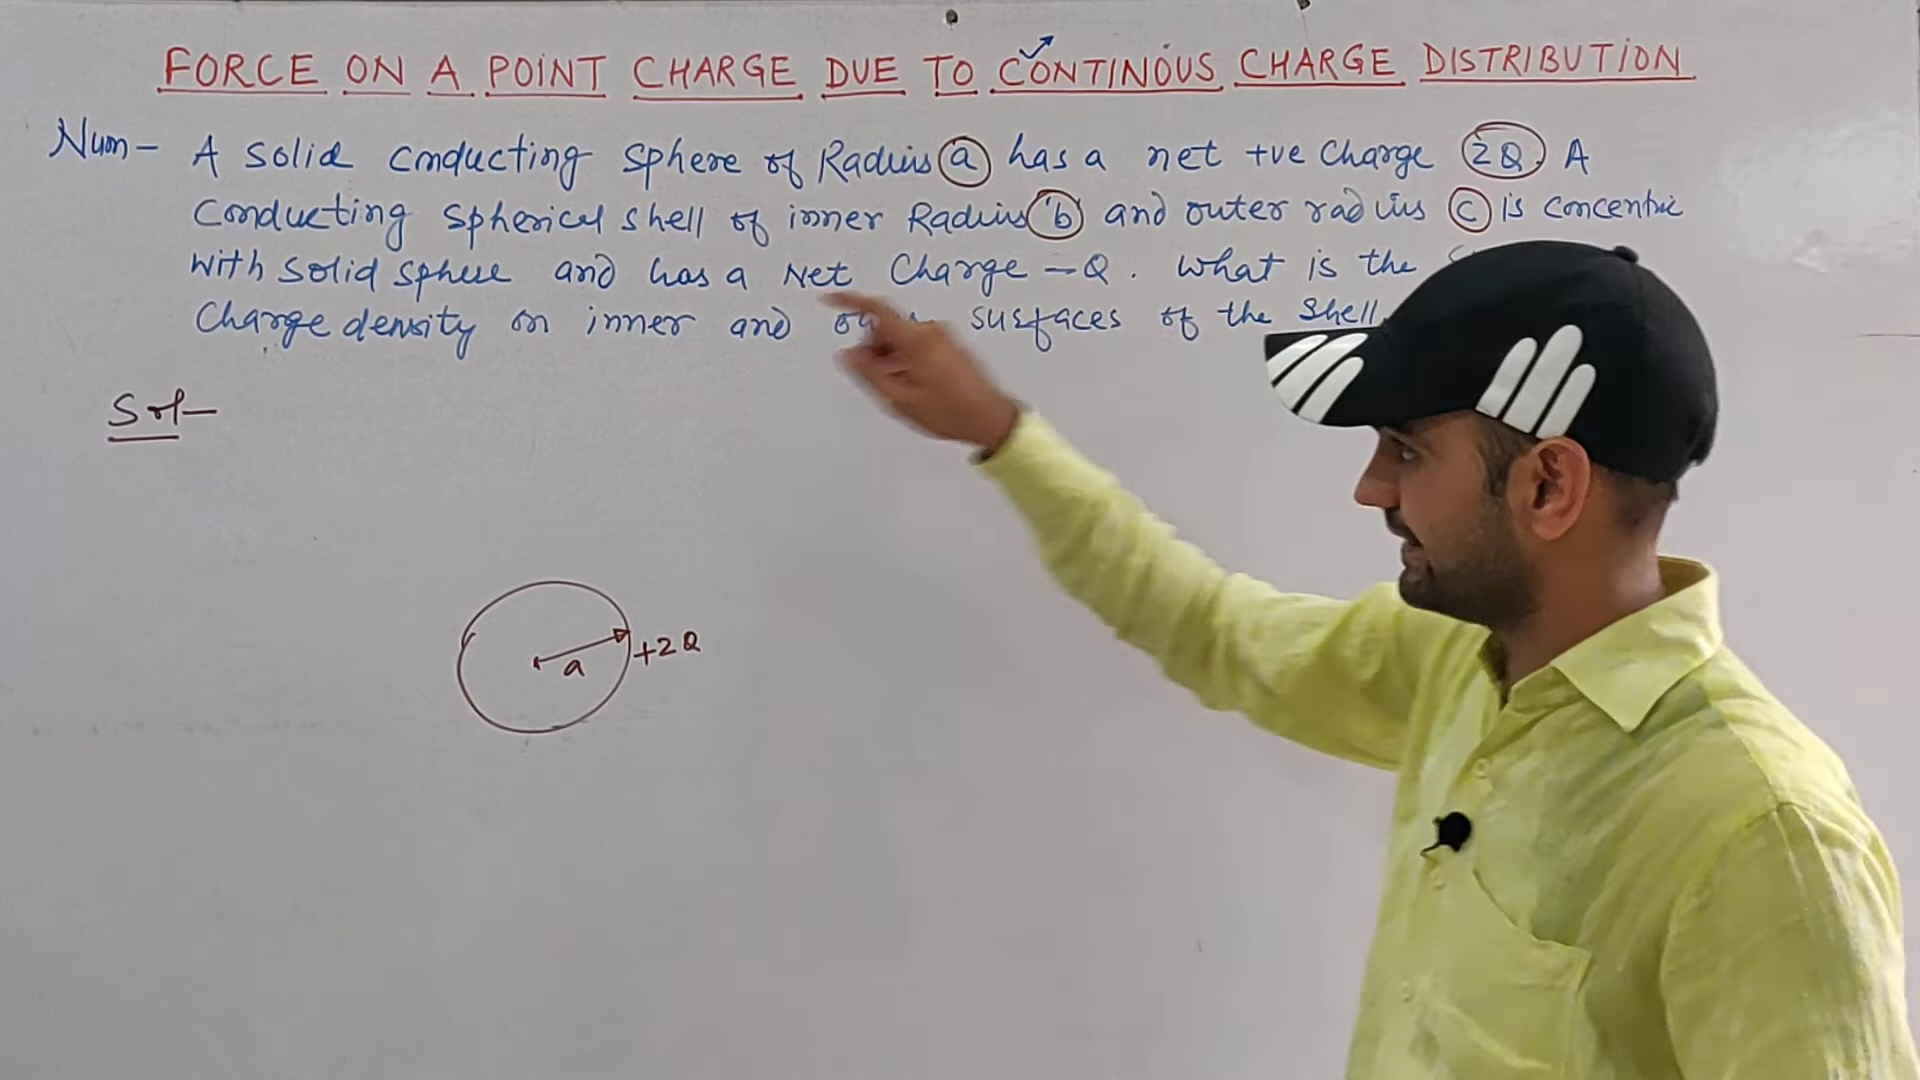 FORCE ON A POINT CHARGE DUE TO CONTINOUS CHARGE DISTRIBUTION
Num- A solid conducting sphere of Radius a has a net +ve charge 2Q. A
conducting spherical shell of inner Radius b and outer radius c is concentric
with solid sphere and has a Net Charge -Q. What is the
Charge density on inner and surfaces of the shell.
Sol-
a
+2Q